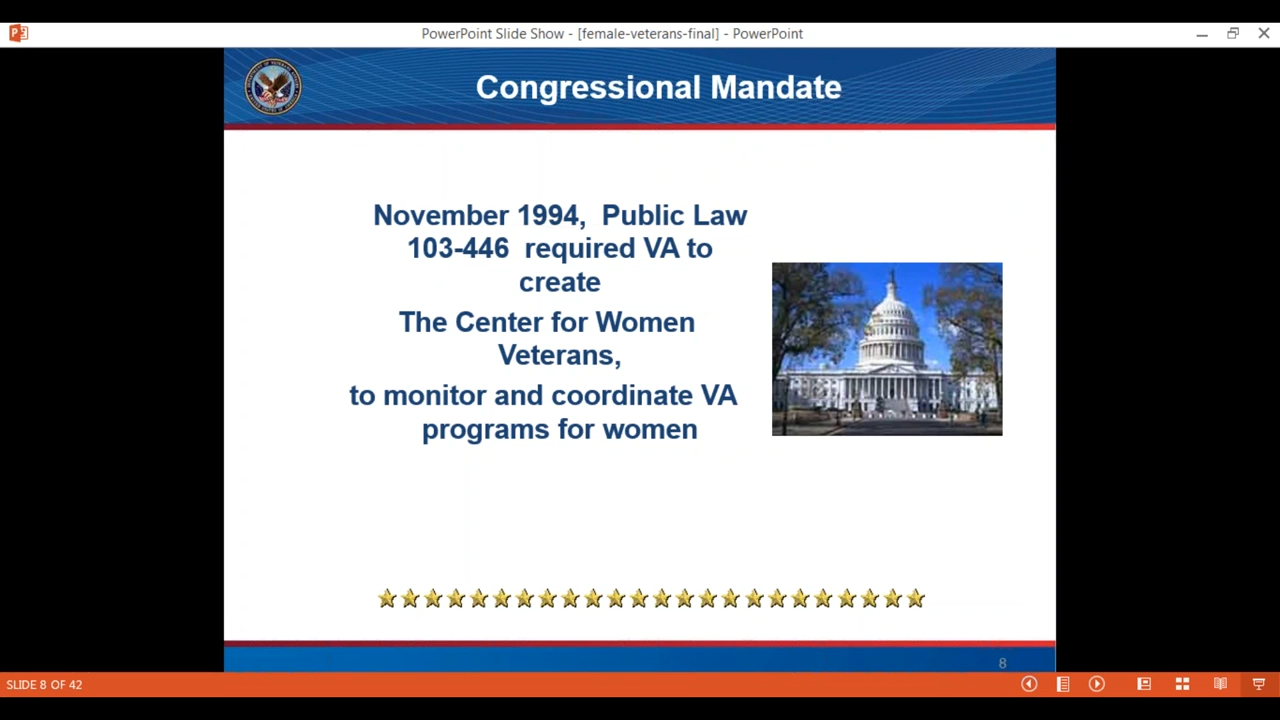 PowerPoint Slide Show - [female-veterans-final] - PowerPoint
Congressional Mandate
November 1994,  Public Law
103-446  required VA to
create
The Center for Women
Veterans,
to monitor and coordinate VA
programs for women
8
SLIDE 8 OF 42